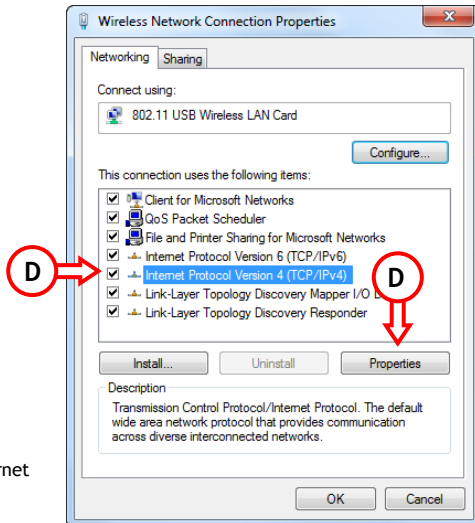 Wireless Network Connection Properties
Networking
Sharing
Connect using:
802.11 USB Wireless LAN Card
Configure...
This connection uses the following items:
Client for Microsoft Networks
QoS Packet Scheduler
File and Printer Sharing for Microsoft Networks
Internet Protocol Version 6 (TCP/IPv6)
D
Internet Protocol Version 4 (TCP/IPv4)
D
Link-Layer Topology Discovery Mapper I/O D
Link-Layer Topology Discovery Responder
Install...
Uninstall
Properties
Description
Transmission Control Protocol/Internet Protocol. The default
wide area network protocol that provides communication
across diverse interconnected networks.
rnet
OK
Cancel